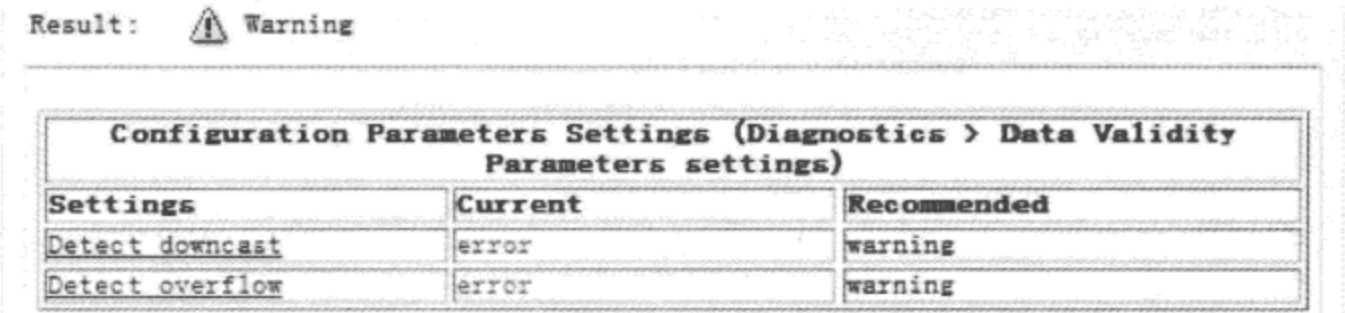 Result: Warning
Configuration Parameters Settings (Diagnostics > Data Validity
Parameters settings)
Settings Current Recommended
Detect downcast error warning
Detect overflow error warning